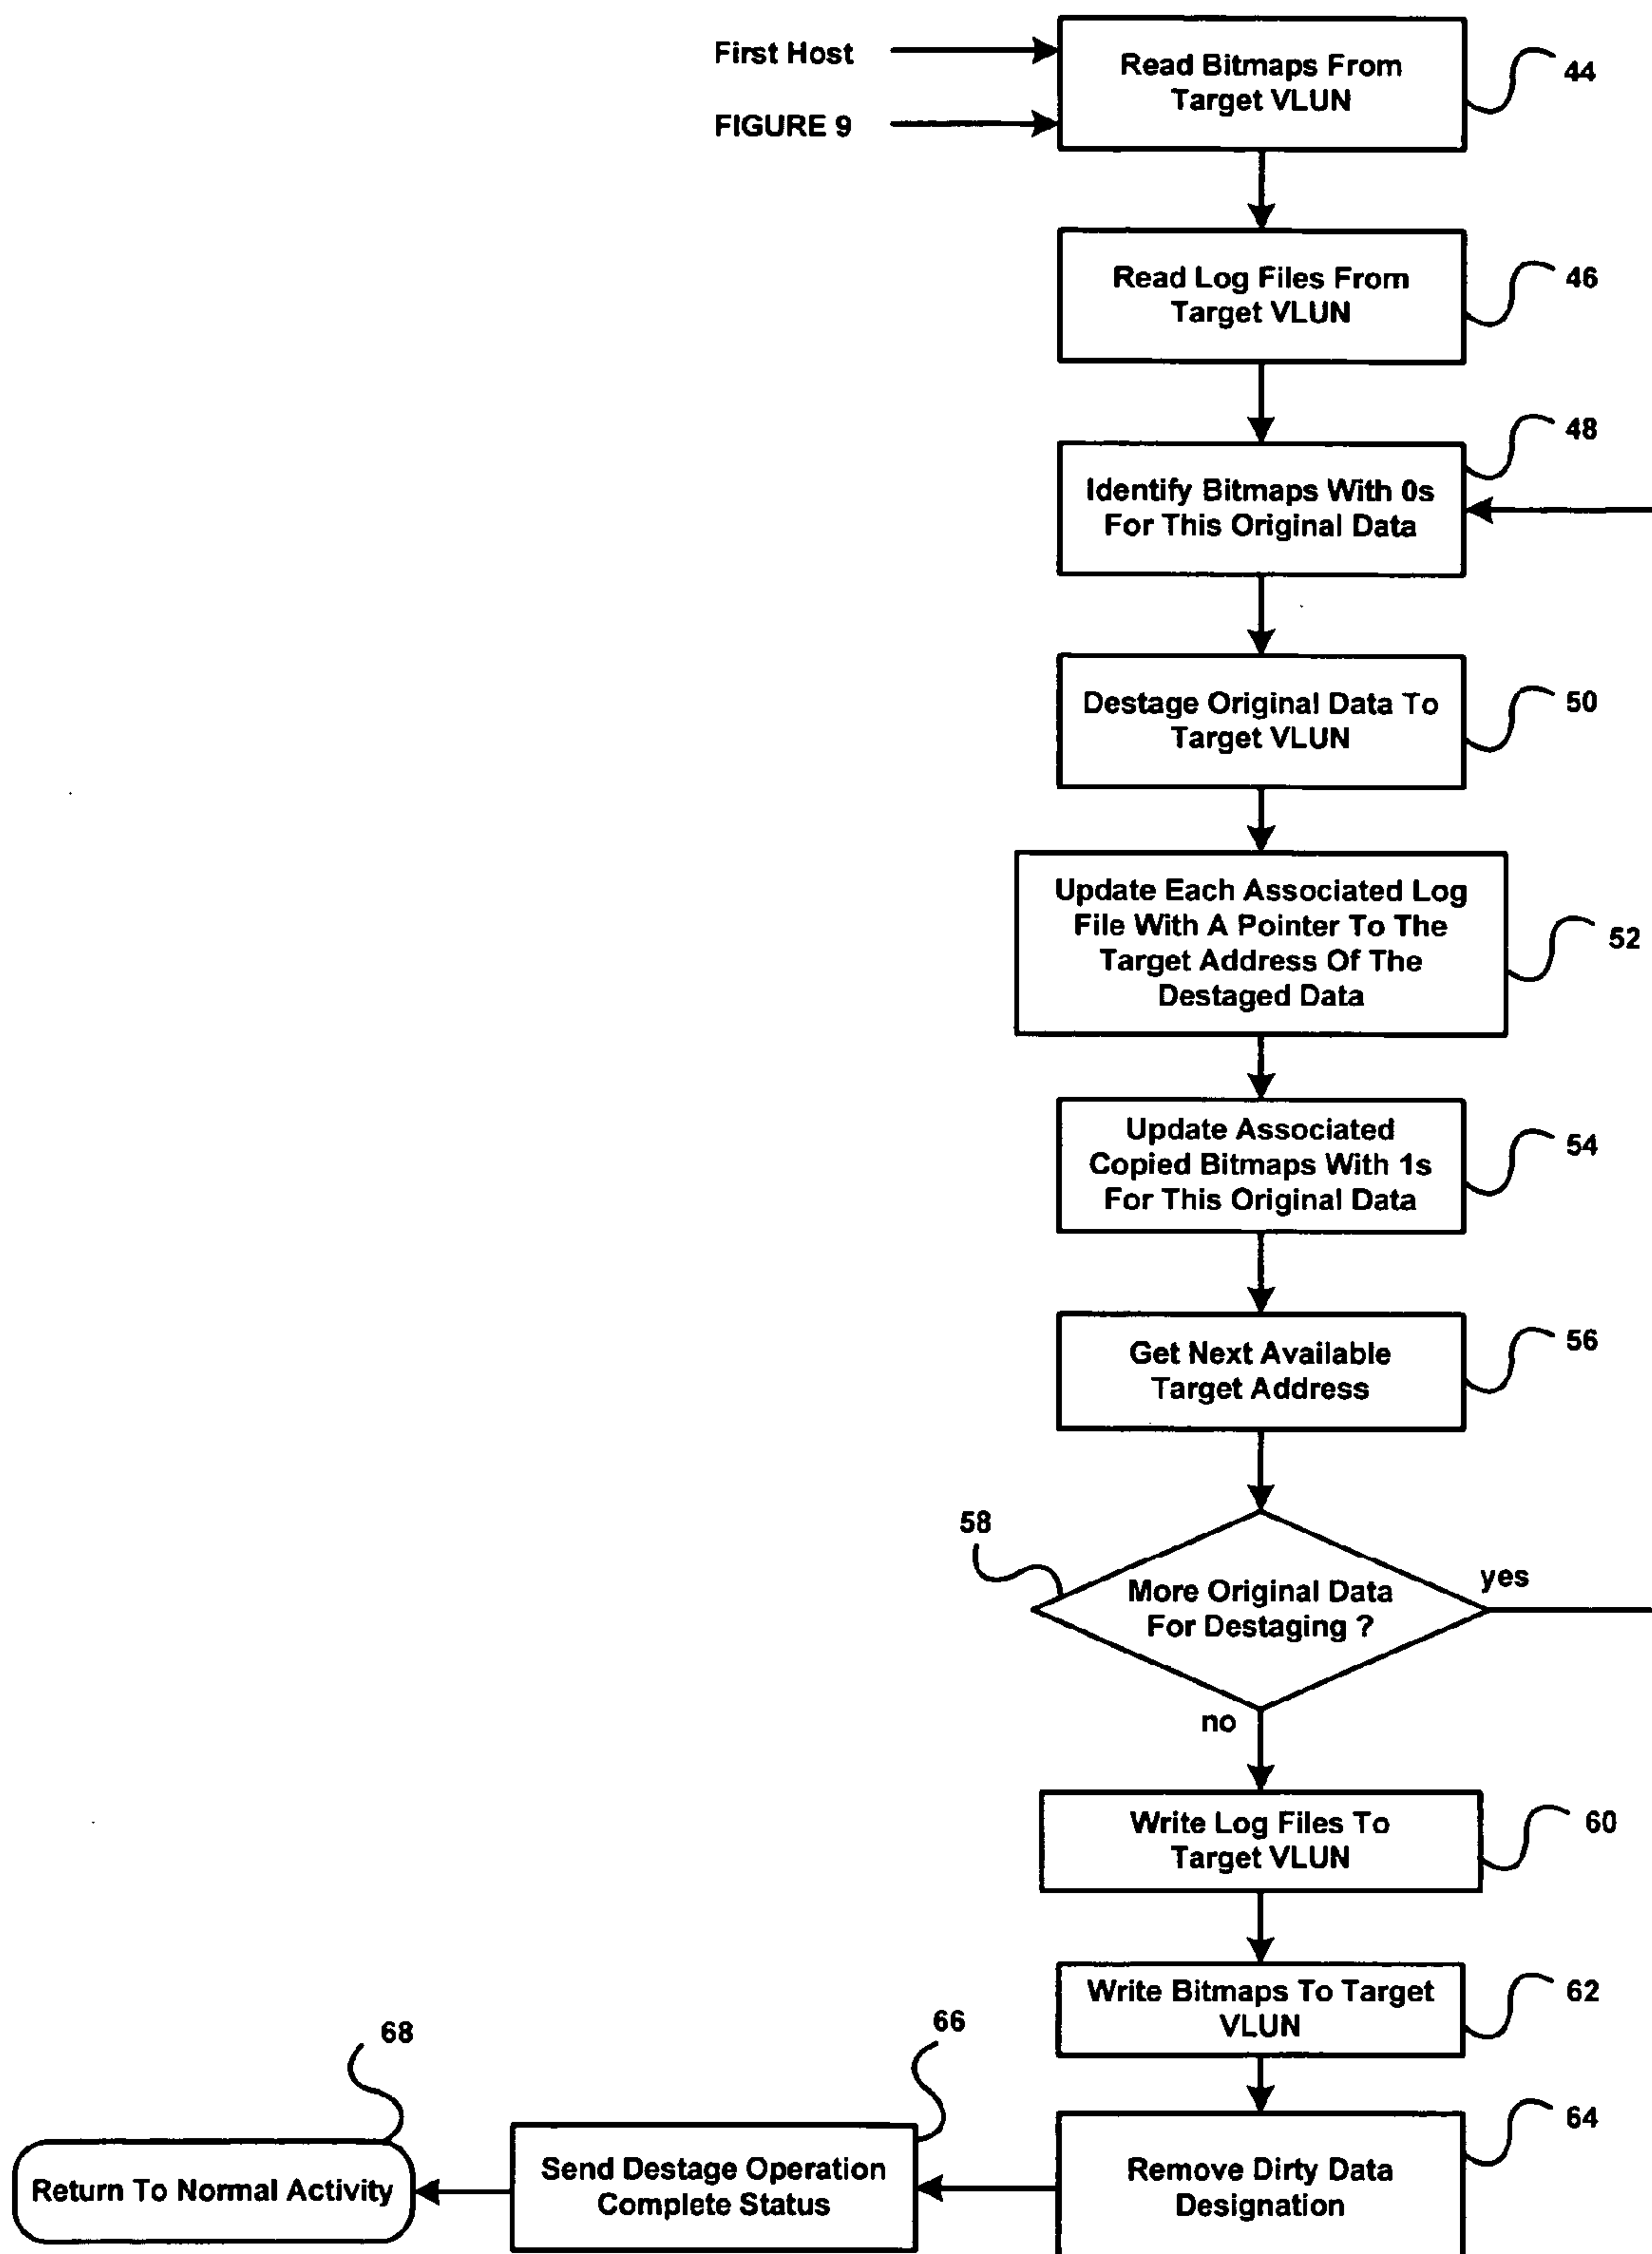 First Host
FIGURE 9
Read Bitmaps From
Target VLUN
44
Read Log Files From
Target VLUN
46
48
Identify Bitmaps With 0s
For This Original Data
Destage Original Data To
Target VLUN
50
Update Each Associated Log
File With A Pointer To The
Target Address Of The
Destaged Data
52
Update Associated
Copied Bitmaps With 1s
For This Original Data
54
Get Next Available
Target Address
56
58
More Original Data
For Destaging ?
yes
no
Write Log Files To
Target VLUN
60
Write Bitmaps To Target
VLUN
62
Remove Dirty Data
Designation
64
66
Send Destage Operation
Complete Status
68
Return To Normal Activity